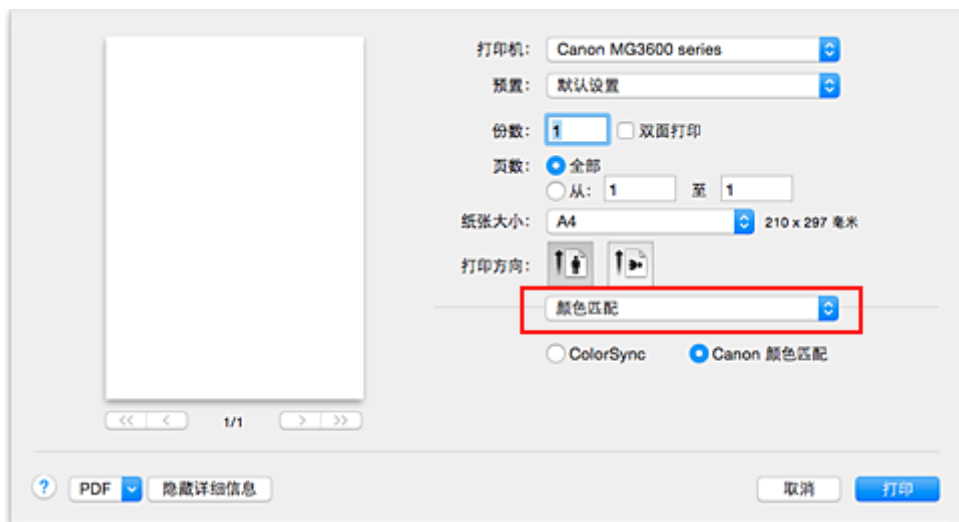 打印机： Canon MG3600 series
预置： 默认设置
份数： 1 双面打印
页数： 全部
从： 1 至 1
纸张大小： A4 210 x 297 毫米
打印方向：
颜色匹配
ColorSync Canon 颜色匹配
<< < 1/1 > >>
? PDF 隐藏详细信息 取消 打印